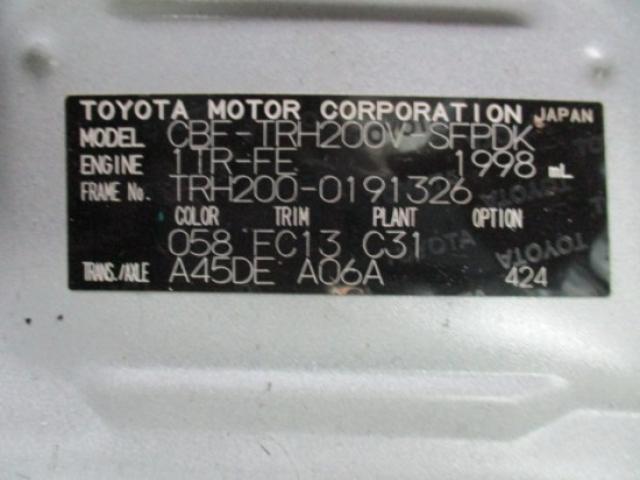 TOYOTA MOTOR CORPORATION JAPAN
MODEL CBF-TRH200V-SFPDK
ENGINE 1TR-FE 1998 mL
FRAME No. TRH200-0191326
COLOR TRIM PLANT OPTION
058 FC13 C31
TRANS./AXLE A45DE A06A 424